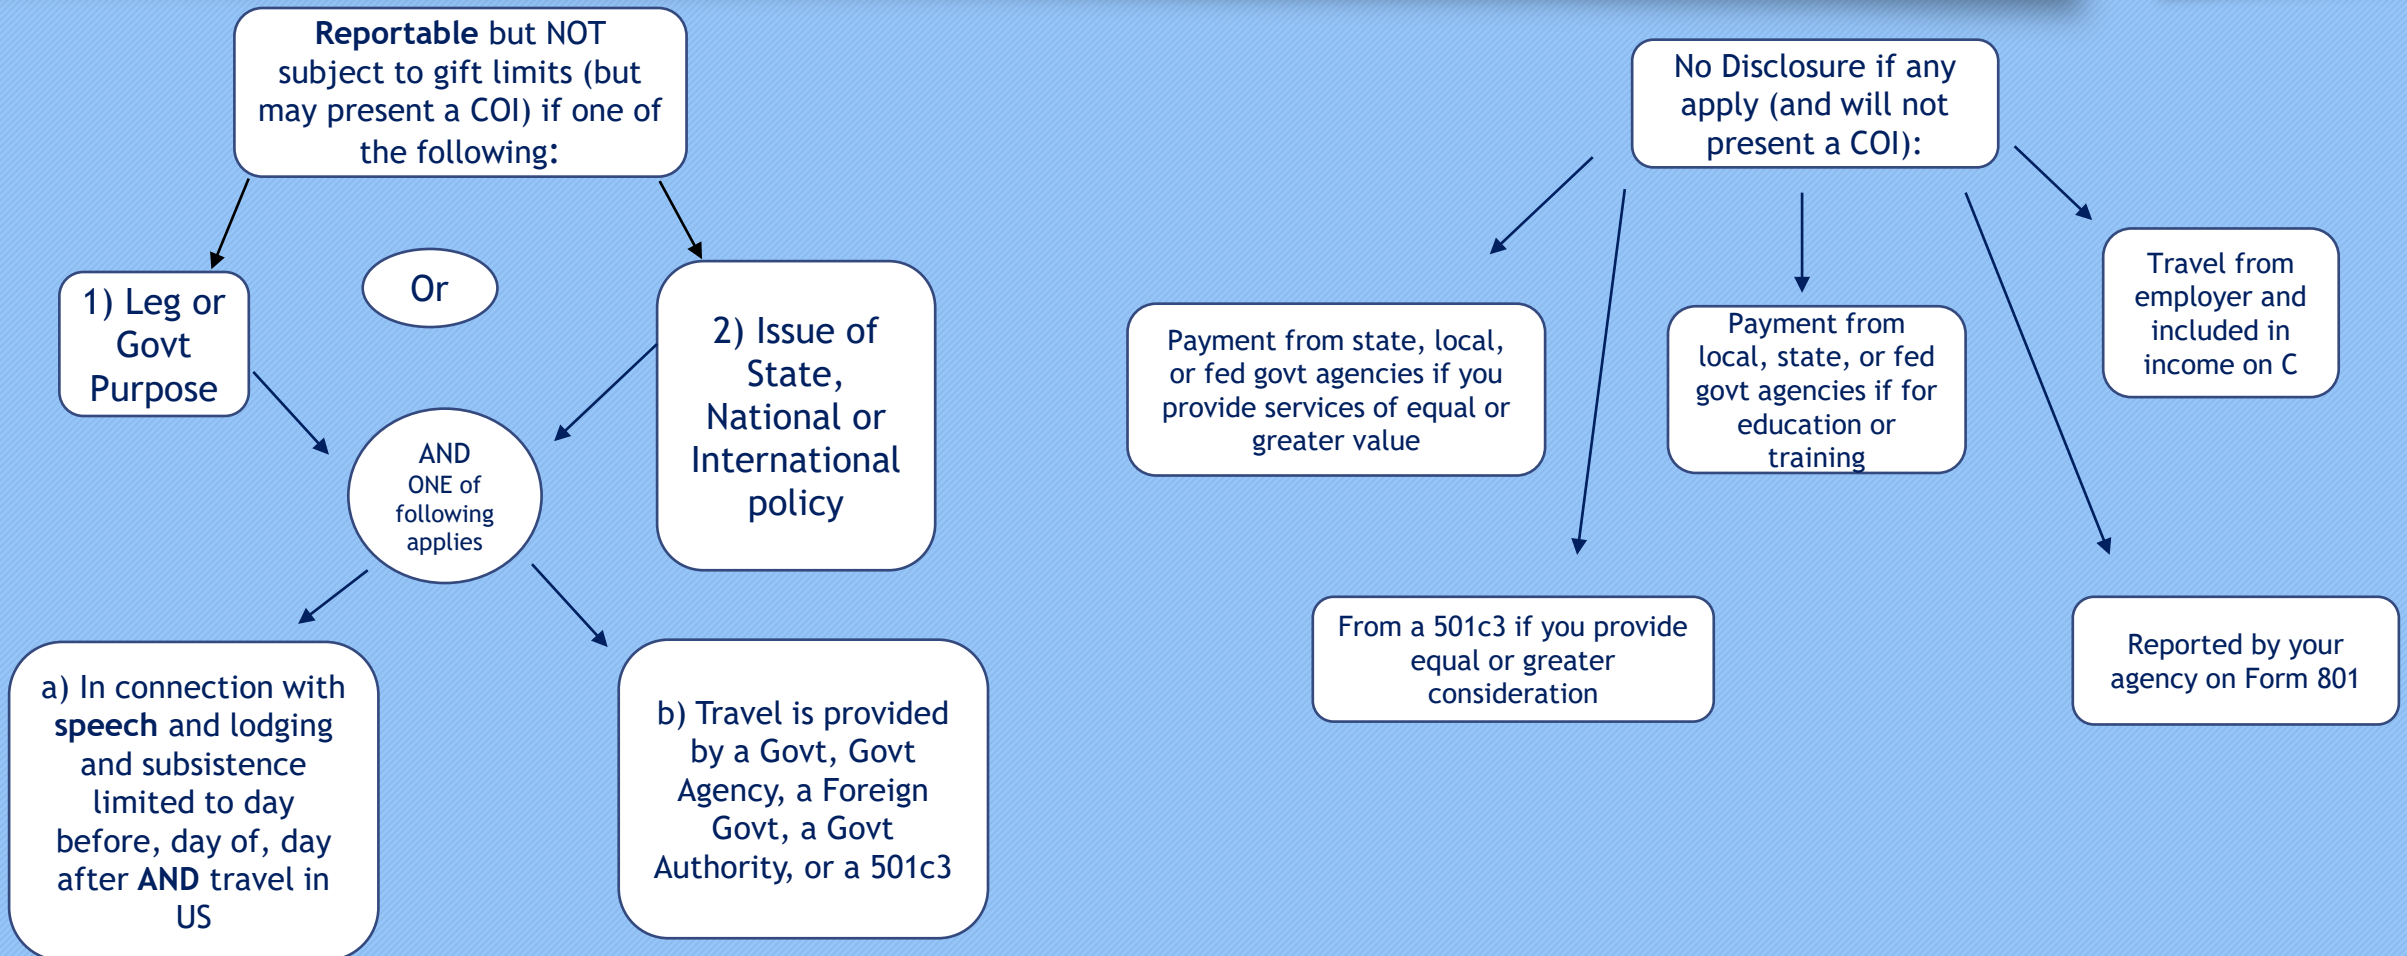 Reportable but NOT
subject to gift limits (but
may present a COI) if one of
the following:
1) Leg or
Govt
Purpose
Or
2) Issue of
State,
National or
International
policy
AND
ONE of
following
applies
a) In connection with
speech and lodging
and subsistence
limited to day
before, day of, day
after AND travel in
US
b) Travel is provided
by a Govt, Govt
Agency, a Foreign
Govt, a Govt
Authority, or a 501c3
No Disclosure if any
apply (and will not
present a COI):
Payment from state, local,
or fed govt agencies if you
provide services of equal or
greater value
Payment from
local, state, or fed
govt agencies if for
education or
training
Travel from
employer and
included in
income on C
From a 501c3 if you provide
equal or greater
consideration
Reported by your
agency on Form 801